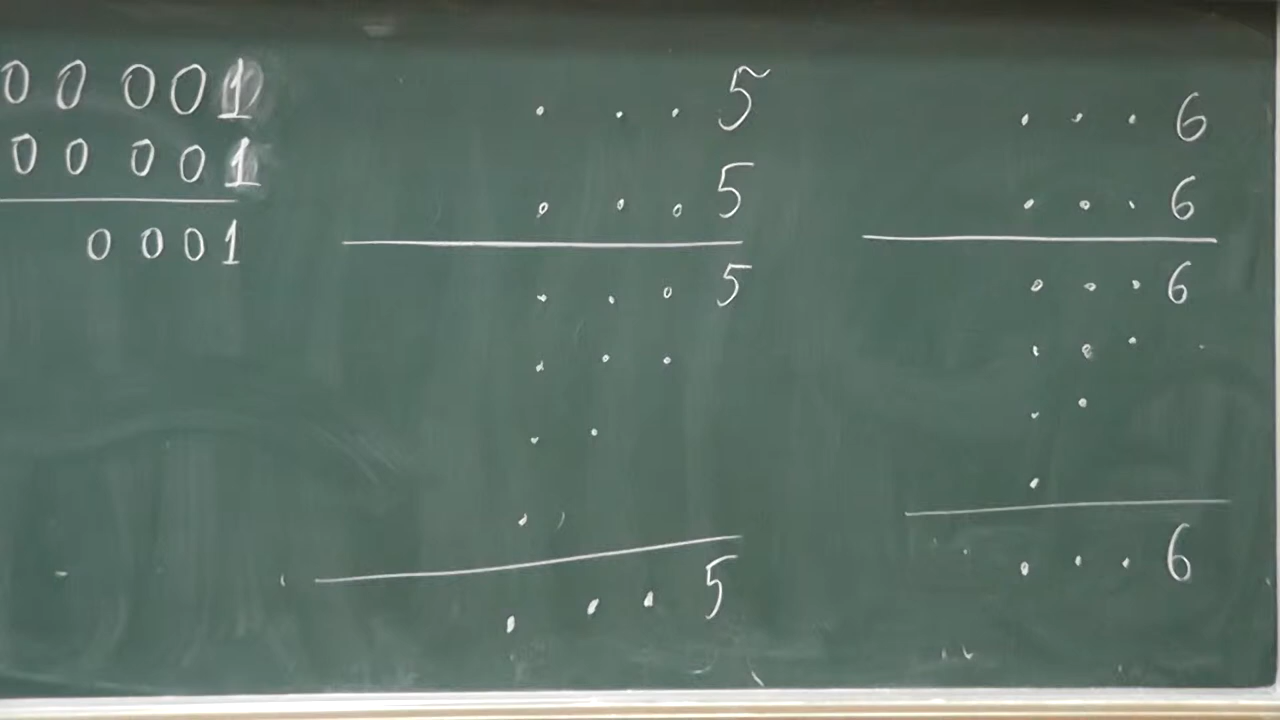 0 0 0 0 1
0 0 0 0 1
0 0 0 1
. . . 5
. . . 5
. . . 5
. . .
. .
.
. . . 5
. . . 6
. . . 6
. . . 6
. . .
. .
.
. . . 6